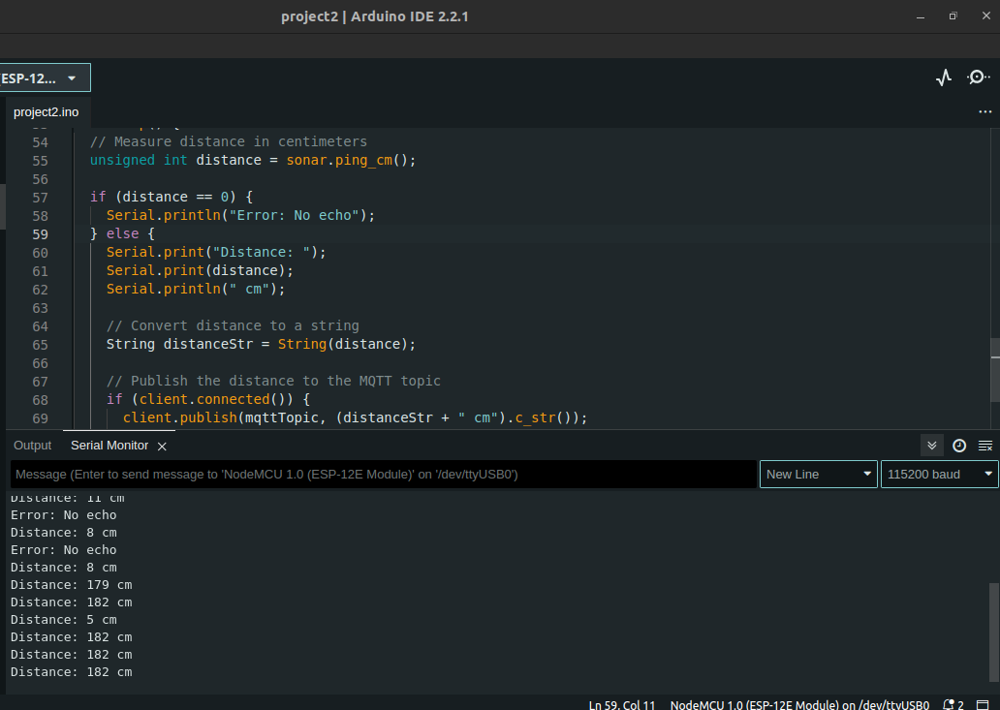 project2 | Arduino IDE 2.2.1
ESP-12...
project2.ino
54 // Measure distance in centimeters
55 unsigned int distance = sonar.ping_cm();
56
57 if (distance == 0) {
58 Serial.println("Error: No echo");
59 } else {
60 Serial.print("Distance: ");
61 Serial.print(distance);
62 Serial.println(" cm");
63
64 // Convert distance to a string
65 String distanceStr = String(distance);
66
67 // Publish the distance to the MQTT topic
68 if (client.connected()) {
69 client.publish(mqttTopic, (distanceStr + " cm").c_str());
Output Serial Monitor
Message (Enter to send message to 'NodeMCU 1.0 (ESP-12E Module)' on '/dev/ttyUSB0') New Line 115200 baud
Distance: 11 cm
Error: No echo
Distance: 8 cm
Error: No echo
Distance: 8 cm
Distance: 179 cm
Distance: 182 cm
Distance: 5 cm
Distance: 182 cm
Distance: 182 cm
Distance: 182 cm
Ln 59, Col 11 NodeMCU 1.0 (ESP-12E Module) on /dev/ttyUSB0 2